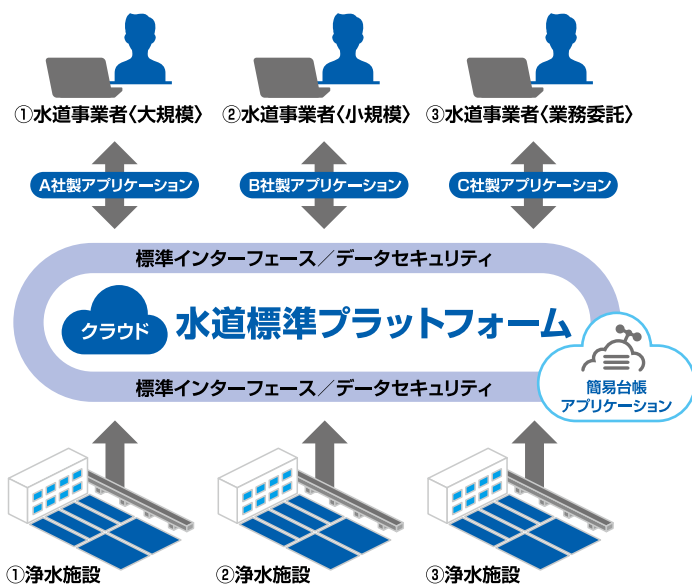 ①水道事業者〈大規模〉
②水道事業者〈小規模〉
③水道事業者〈業務委託〉
A社製アプリケーション
B社製アプリケーション
C社製アプリケーション
標準インターフェース／データセキュリティ
クラウド
水道標準プラットフォーム
標準インターフェース／データセキュリティ
簡易台帳
アプリケーション
①浄水施設
②浄水施設
③浄水施設